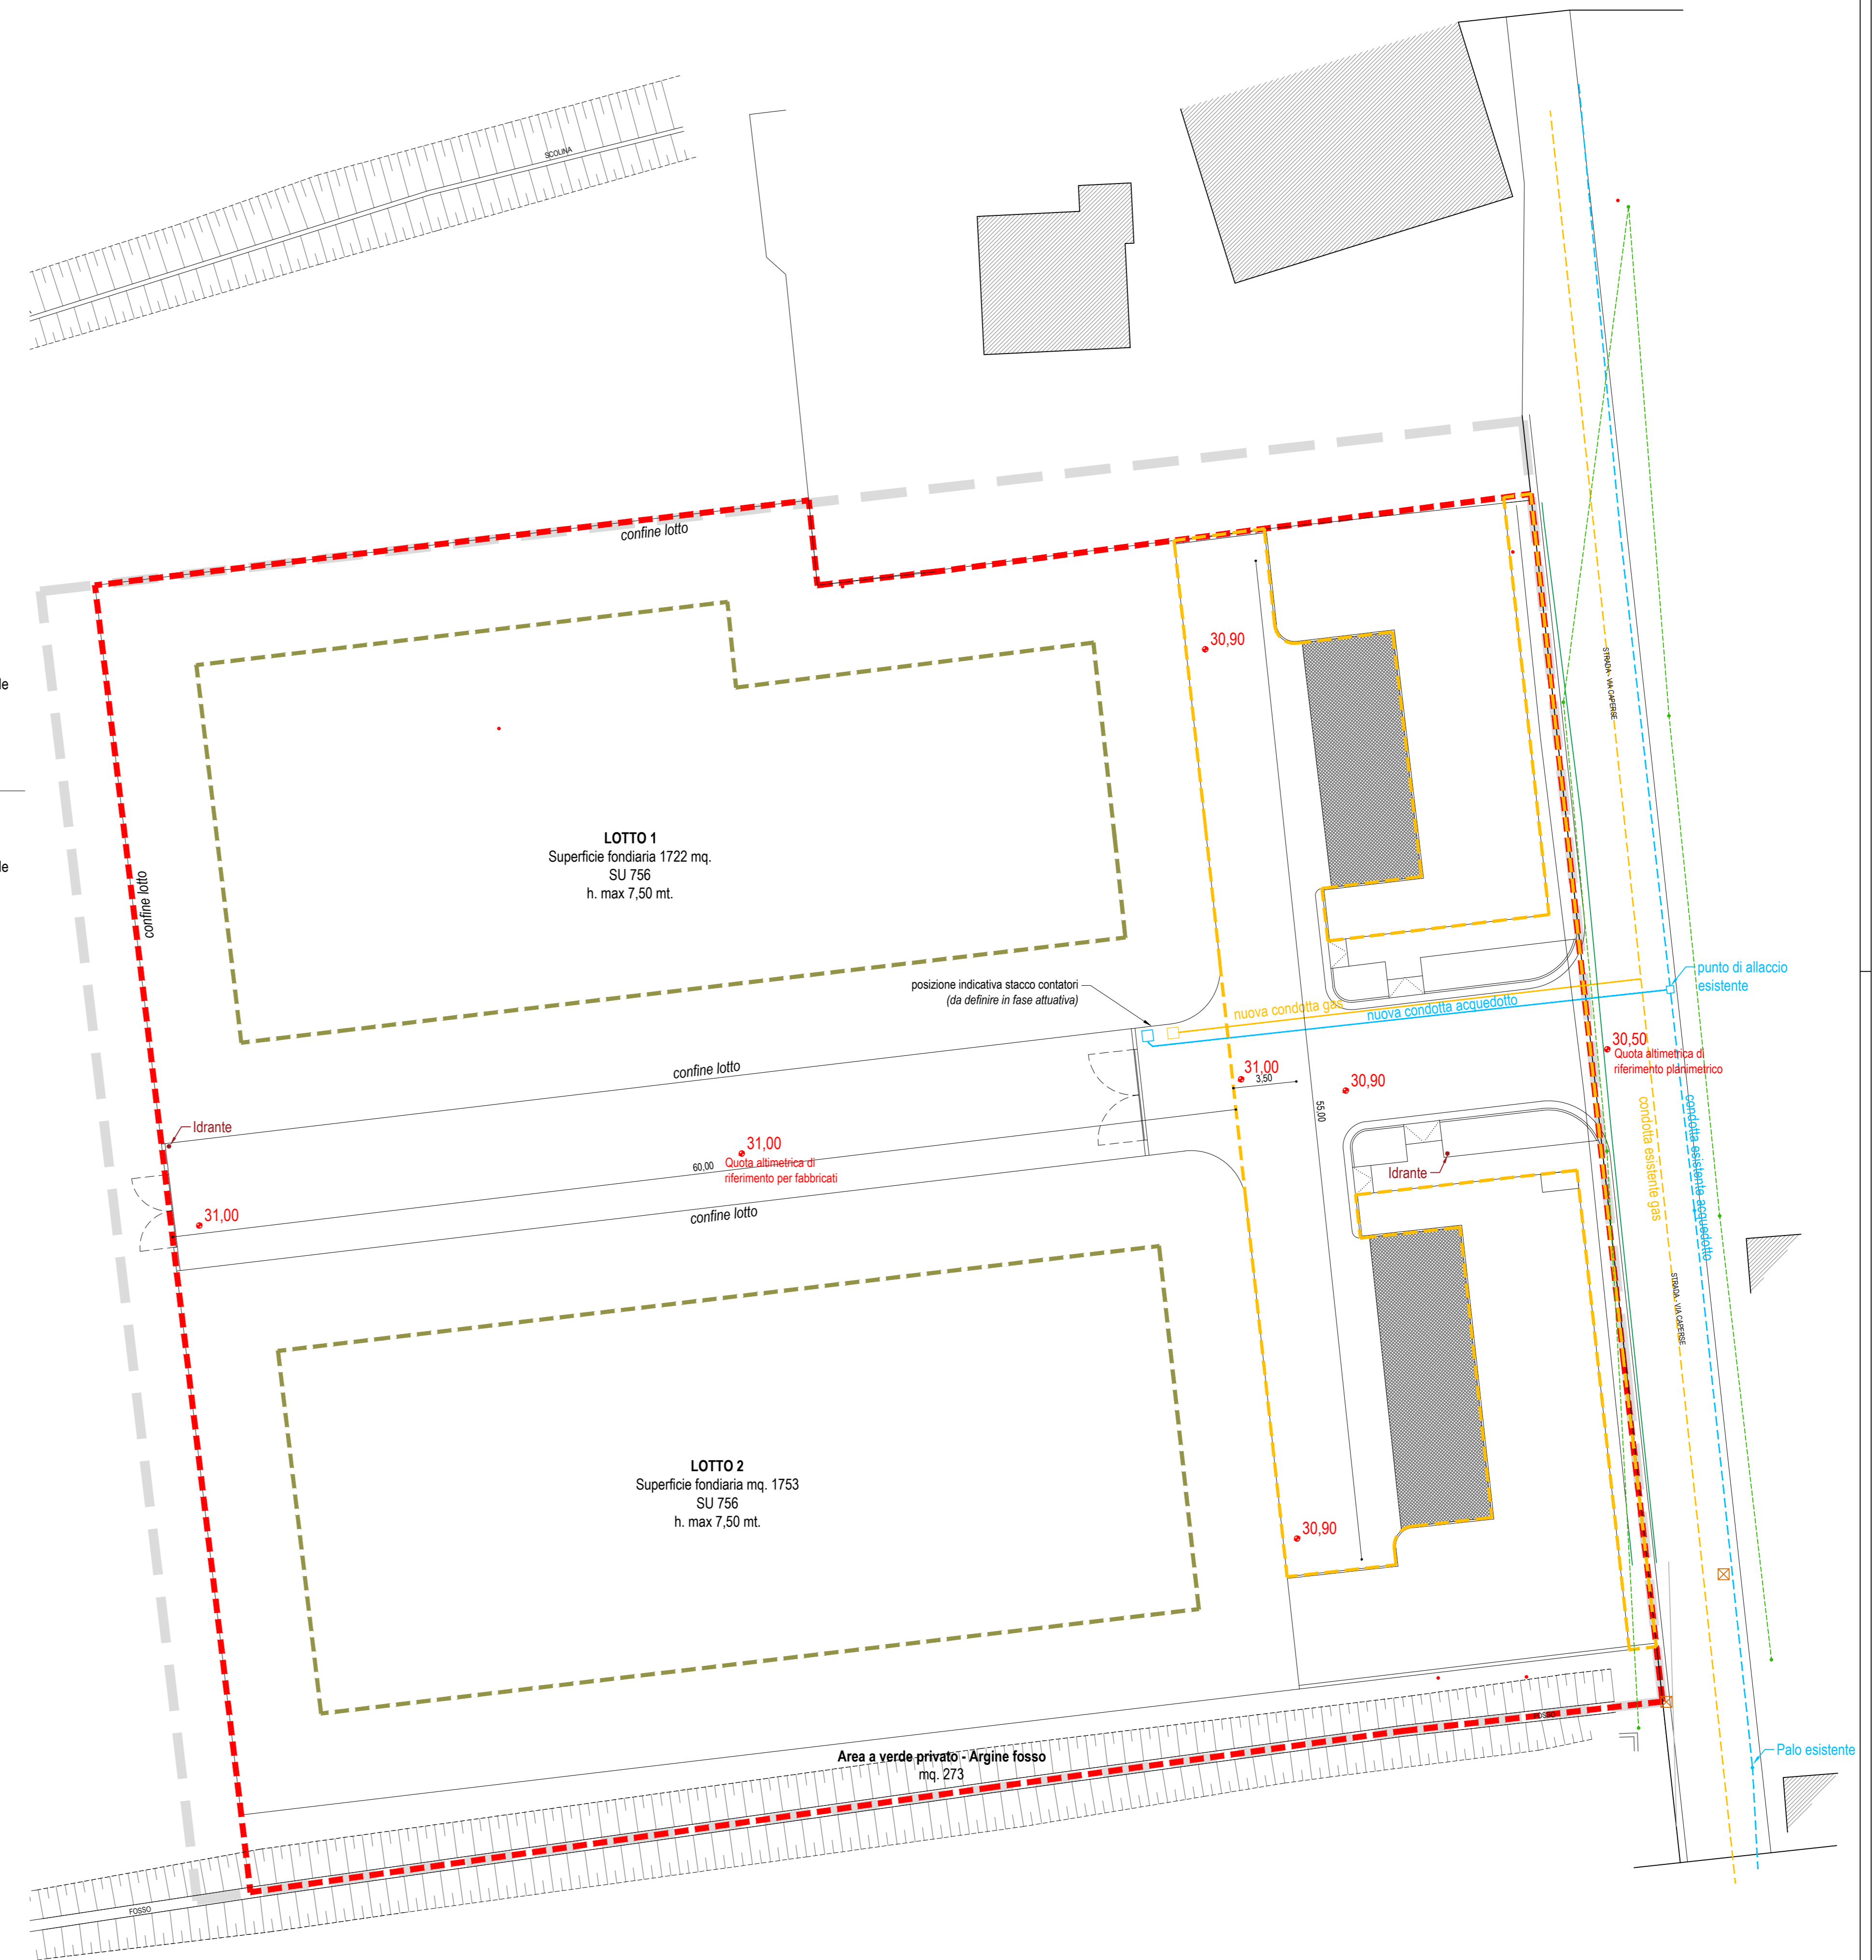 SCOLINA
confine lotto
le
le
30,90
STRADA - VIA CAPERSE
LOTTO 1
Superficie fondiaria 1722 mq.
SU 756
h. max 7,50 mt.
confine lotto
posizione indicativa stacco contatori
(da definire in fase attuativa)
punto di allaccio
esistente
nuova condotta gas
nuova condotta acquedotto
30,50
Quota altimetrica di
riferimento planimetrico
confine lotto
31,00
3,50
30,90
55,00
condotta esistente gas
condotta esistente acquedotto
Idrante
31,00
60,00
Quota altimetrica di
riferimento per fabbricati
Idrante
31,00
confine lotto
STRADA - VIA CAPERSE
LOTTO 2
Superficie fondiaria mq. 1753
SU 756
h. max 7,50 mt.
30,90
FOSSO
Area a verde privato - Argine fosso
mq. 273
Palo esistente
FOSSO